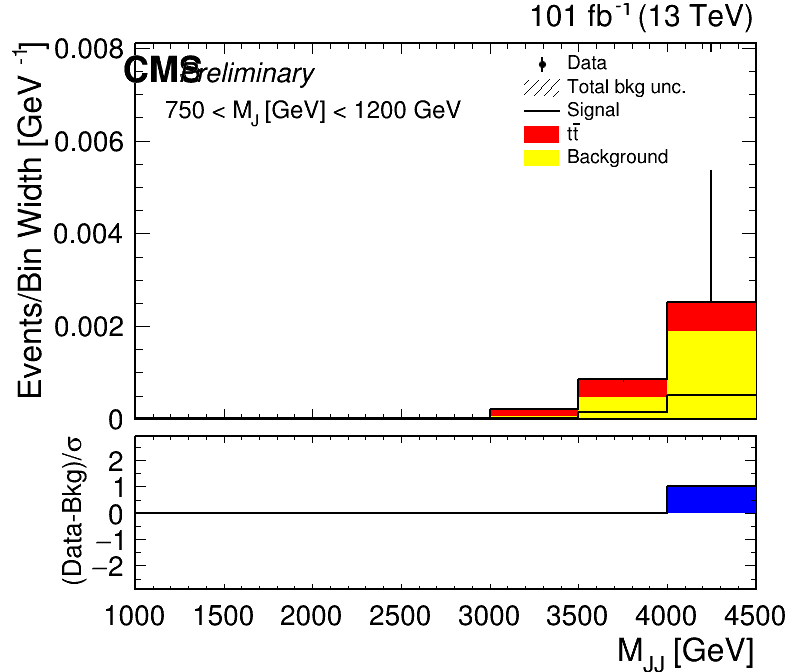 101 fb⁻¹ (13 TeV)
CMS Preliminary
750 < M_J [GeV] < 1200 GeV
Data
Total bkg unc.
Signal
tt̄
Background
Events/Bin Width [GeV⁻¹]
0.008
0.006
0.004
0.002
0
(Data-Bkg)/σ
2
1
0
−1
−2
1000 1500 2000 2500 3000 3500 4000 4500
M_JJ [GeV]